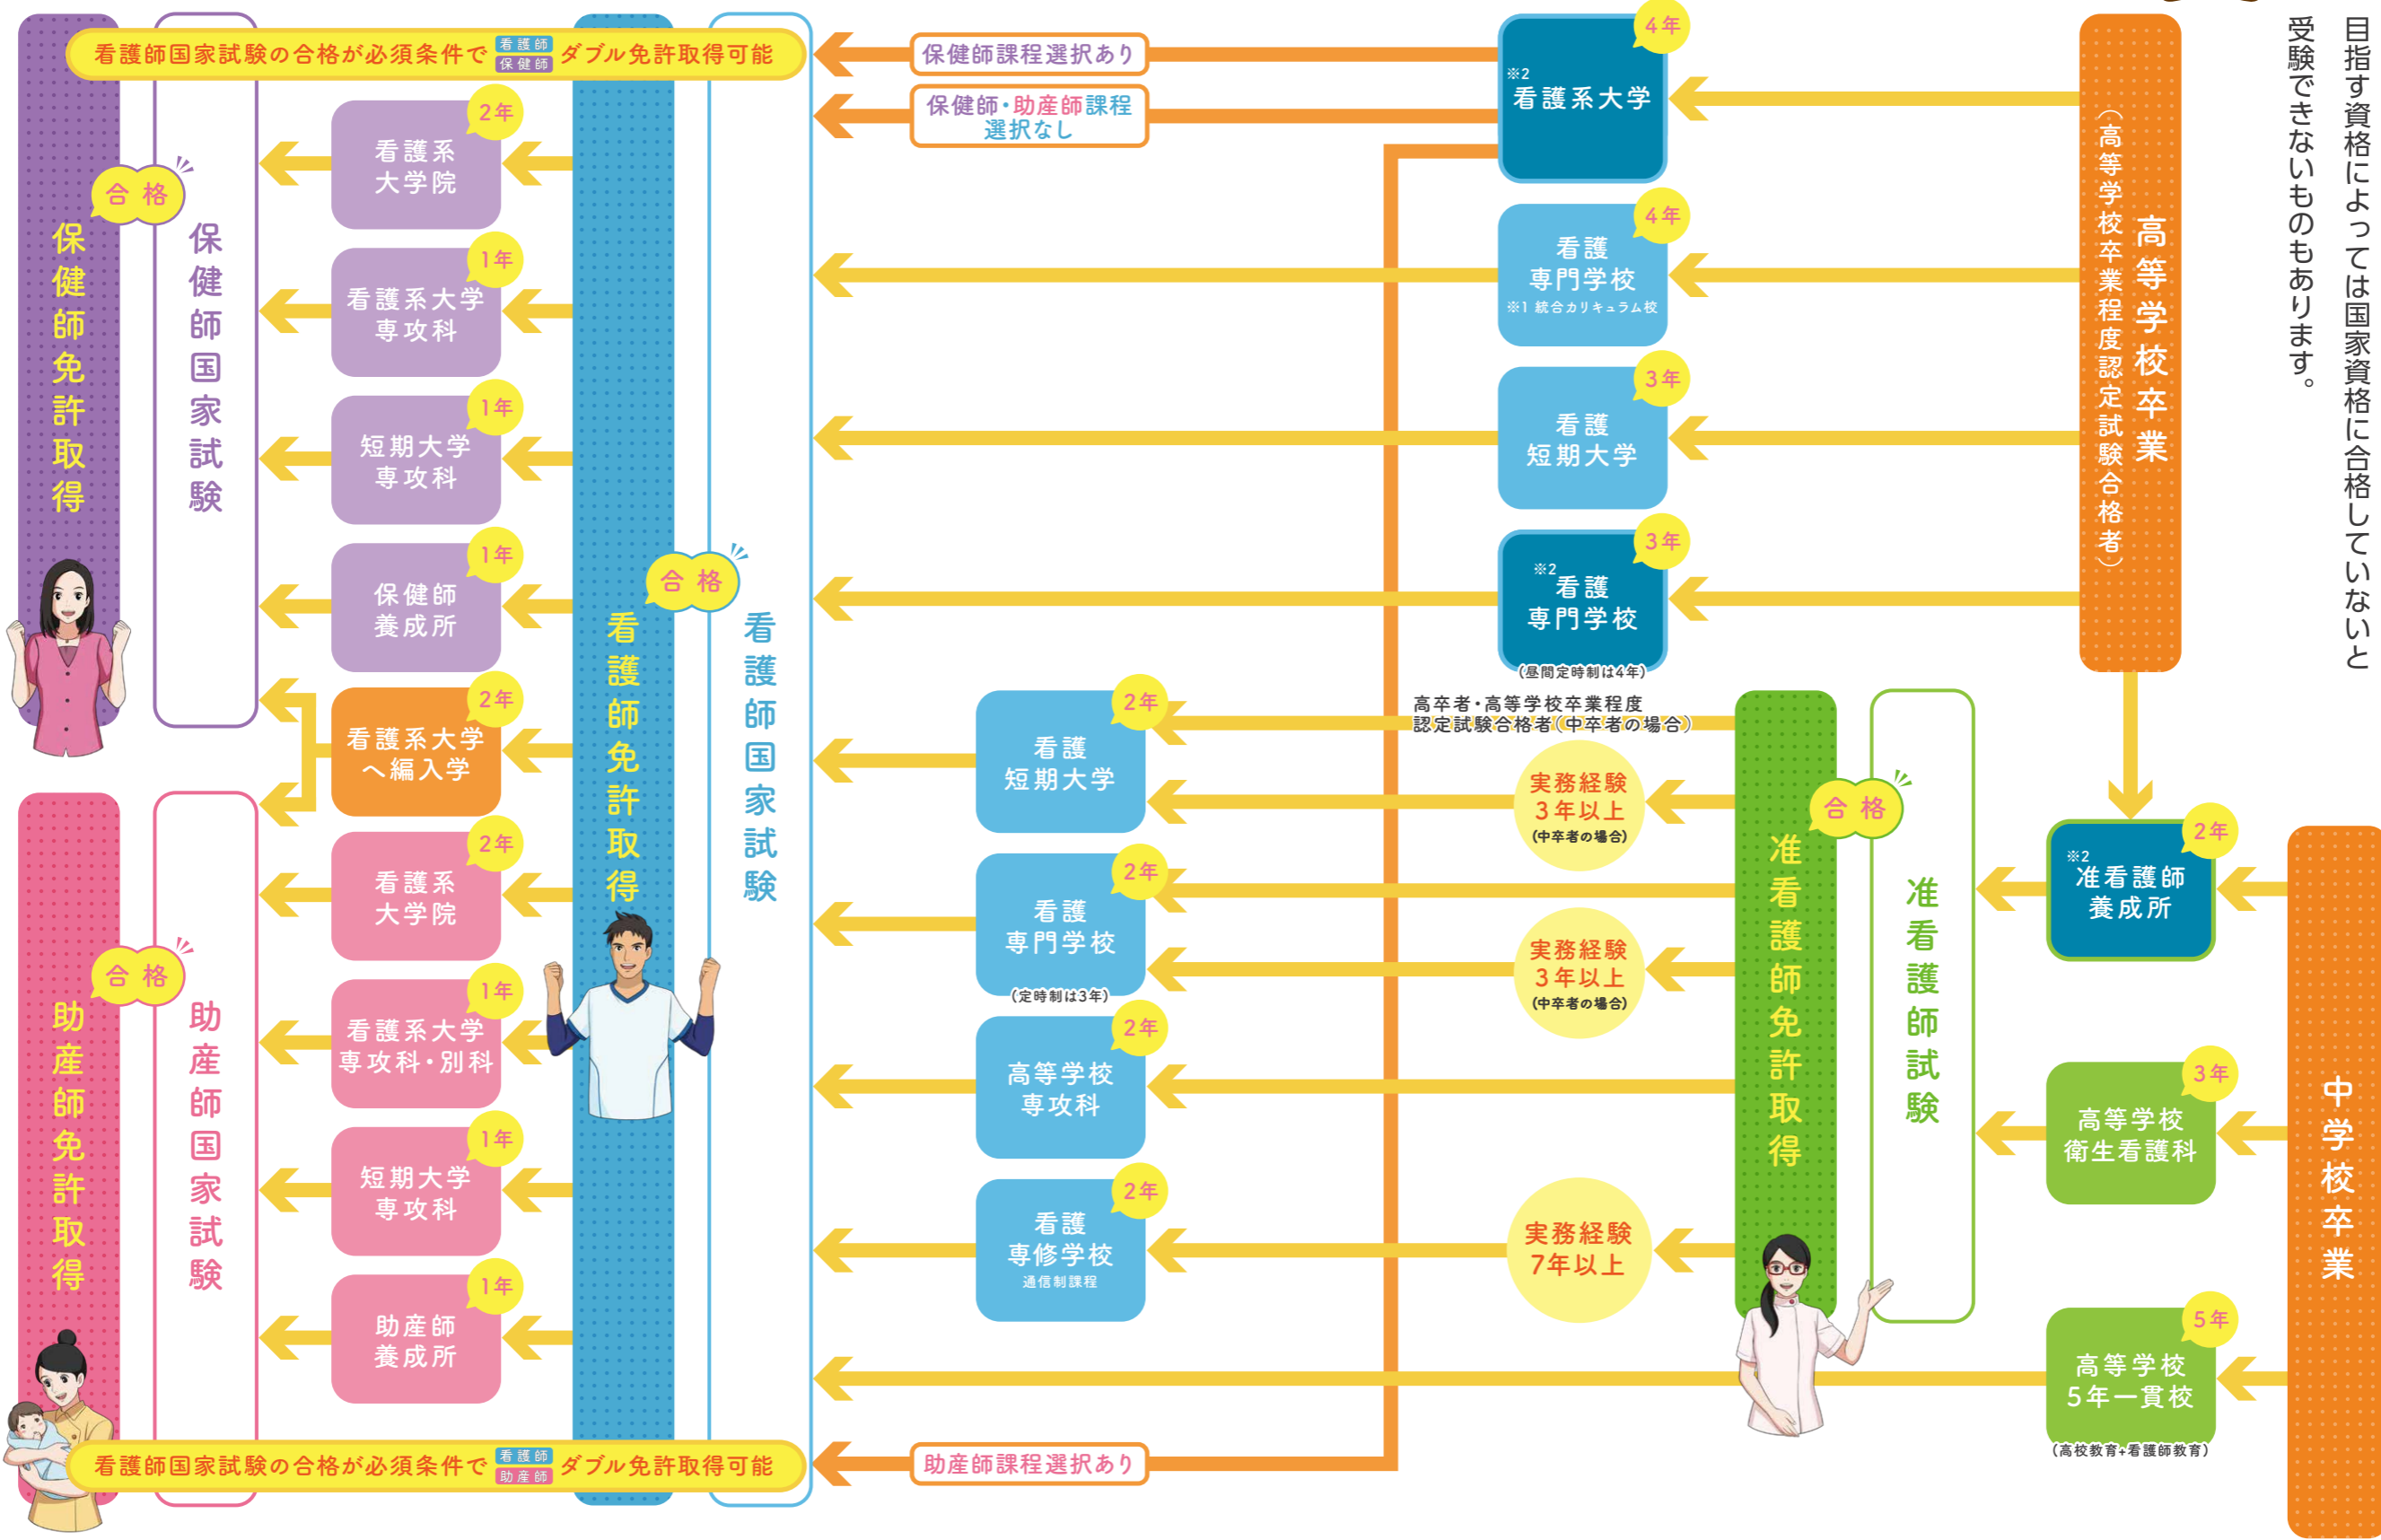 目指す資格によっては国家資格に合格していないと
受験できないものもあります。
高等学校卒業
（高等学校卒業程度認定試験合格者）
中学校卒業
4年
※2
看護系大学
4年
看護
専門学校
※1 統合カリキュラム校
3年
看護
短期大学
3年
※2
看護
専門学校
(昼間定時制は4年)
2年
※2
准看護師
養成所
3年
高等学校
衛生看護科
5年
高等学校
5年一貫校
(高校教育+看護師教育)
准看護師試験
合格
准看護師免許取得
高卒者・高等学校卒業程度
認定試験合格者(中卒者の場合)
実務経験
3年以上
(中卒者の場合)
実務経験
3年以上
(中卒者の場合)
実務経験
7年以上
2年
看護
短期大学
2年
看護
専門学校
(定時制は3年)
2年
高等学校
専攻科
2年
看護
専修学校
通信制課程
保健師課程選択あり
保健師・助産師課程
選択なし
助産師課程選択あり
看護師国家試験
合格
看護師免許取得
看護師国家試験の合格が必須条件で 看護師 保健師 ダブル免許取得可能
2年
看護系
大学院
1年
看護系大学
専攻科
1年
短期大学
専攻科
1年
保健師
養成所
2年
看護系大学
へ編入学
2年
看護系
大学院
1年
看護系大学
専攻科・別科
1年
短期大学
専攻科
1年
助産師
養成所
看護師国家試験の合格が必須条件で 看護師 助産師 ダブル免許取得可能
保健師国家試験
合格
保健師免許取得
助産師国家試験
合格
助産師免許取得